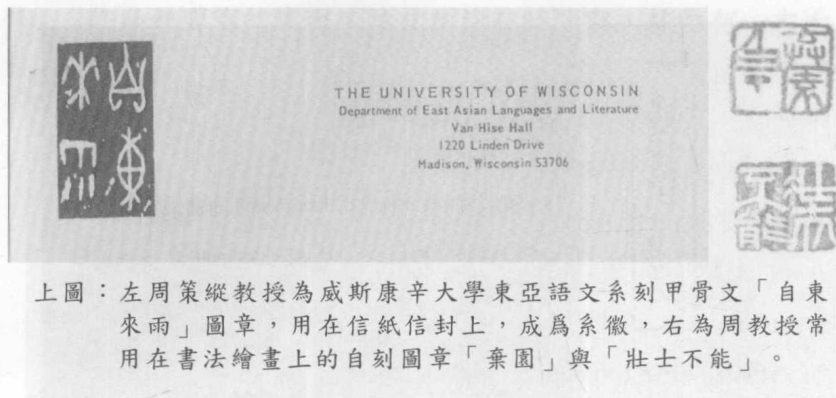 自東
來雨
THE UNIVERSITY OF WISCONSIN
Department of East Asian Languages and Literature
Van Hise Hall
1220 Linden Drive
Madison, Wisconsin 53706
上圖：左周策縱教授為威斯康辛大學東亞語文系刻甲骨文「自東
來雨」圖章，用在信紙信封上，成爲系徽，右為周教授常
用在書法繪畫上的自刻圖章「棄園」與「壯士不能」。